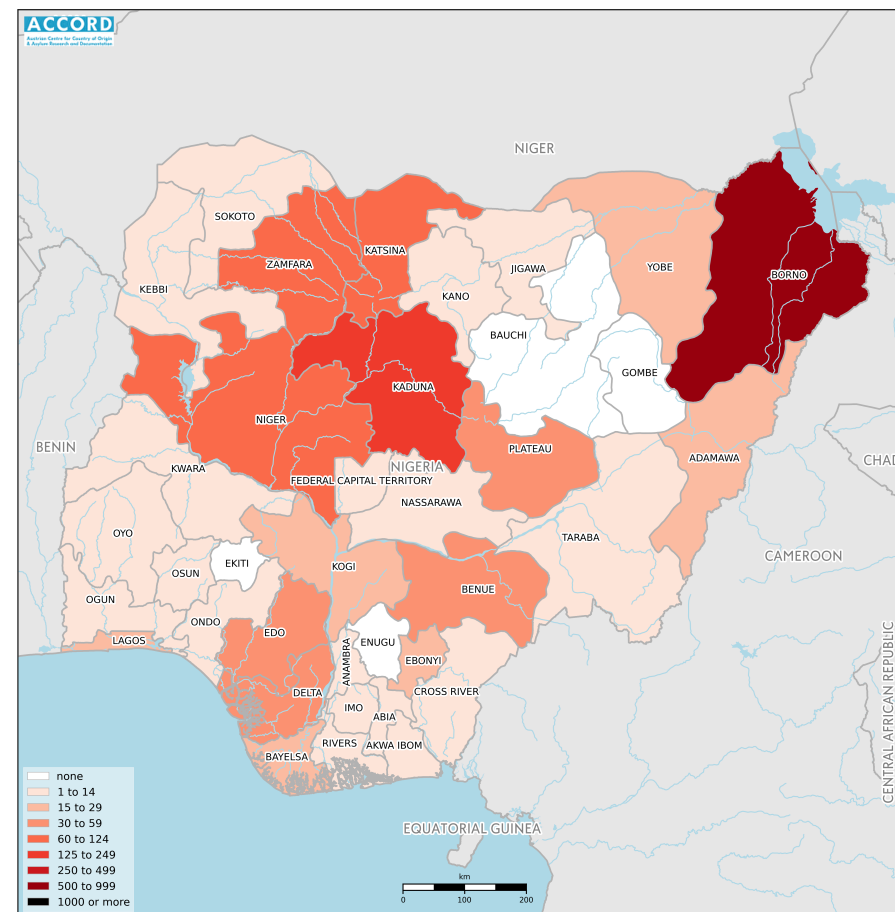 ACCORD
Austrian Centre for Country of Origin
& Asylum Research and Documentation
NIGER
SOKOTO
KATSINA
ZAMFARA
JIGAWA
YOBE
BORNO
KEBBI
KANO
BAUCHI
GOMBE
KADUNA
NIGER
BENIN
PLATEAU
ADAMAWA
CHAD
KWARA
NIGERIA
FEDERAL CAPITAL TERRITORY
NASSARAWA
OYO
TARABA
CAMEROON
EKITI
OSUN
KOGI
BENUE
OGUN
ONDO
EDO
LAGOS
ENUGU
ANAMBRA
EBONYI
DELTA
CROSS RIVER
IMO
ABIA
RIVERS
AKWA IBOM
BAYELSA
CENTRAL AFRICAN REPUBLIC
EQUATORIAL GUINEA
none
1 to 14
15 to 29
30 to 59
60 to 124
125 to 249
250 to 499
500 to 999
1000 or more
km
0 100 200